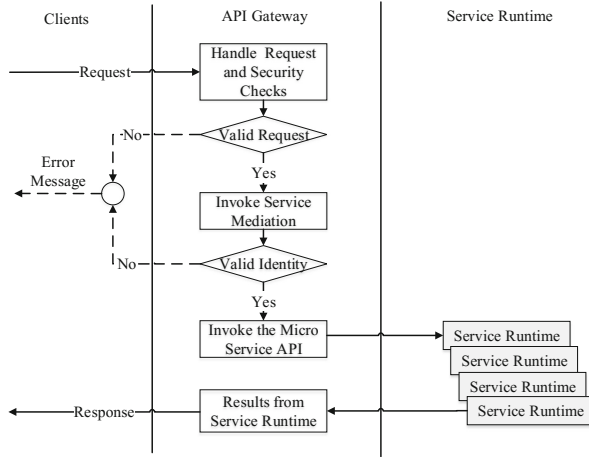 Clients
API Gateway
Service Runtime
Request
Handle Request
and Security
Checks
No
Valid Request
Error
Message
Yes
Invoke Service
Mediation
No
Valid Identity
Yes
Invoke the Micro
Service API
Service Runtime
Service Runtime
Service Runtime
Service Runtime
Response
Results from
Service Runtime